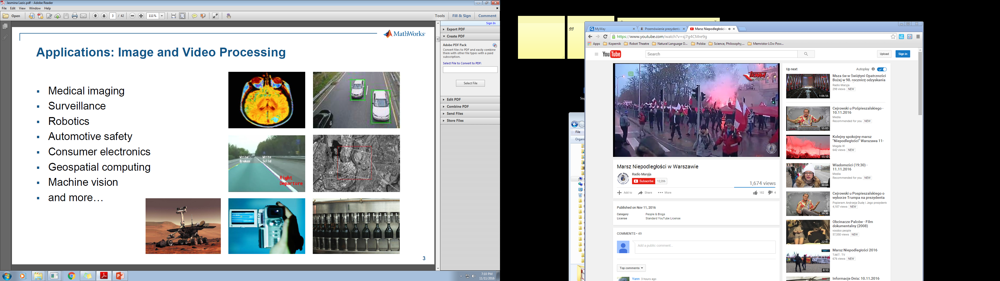 Jasmina Lazic.pdf - Adobe Reader
File Edit View Window Help
Open 3 / 42 111% Tools Fill & Sign Comment
Sign In
Export PDF
Create PDF
Adobe PDF Pack
Convert files to PDF and easily combine
them with other file types with a paid
subscription.
Select File to Convert to PDF:
Select File
Edit PDF
Combine PDF
Send Files
Store Files
MathWorks
Applications: Image and Video Processing
Medical imaging
Surveillance
Robotics
Automotive safety
Consumer electronics
Geospatial computing
Machine vision
and more…
White
Broken
White
Solid
Right
Departure
3
7:10 PM
11/11/2016
gg
File
MyWay
Przemówienie prezydenta
Marsz Niepodległości
https://www.youtube.com/watch?v=sj7g4CMre9g
Apps Kopernik Robot Theatre Natural Language O... Polska Science, Philosophy,... Memristor LOw Pow...
YouTube
Search
Upload
Sign in
TRWAM
na żywo
Marsz Niepodległości w Warszawie
Radio Maryja
Subscribe 12,206
1,674 views
Add to Share More 182 4
Published on Nov 11, 2016
Category People & Blogs
License Standard YouTube License
COMMENTS • 49
Add a public comment...
Top comments
Yann 3 hours ago
Up next Autoplay
Msza św w Świątyni Opatrzności
Bożej w 98. rocznicę odzyskania
Radio Maryja
298 views NEW
1:06:56
Cejrowski u Pośpieszalskiego -
10.11.2016
Media
Recommended for you NEW
55:03
Kolejny spokojny marsz
"Niepodległości" Warszawa 11-
Magda W
642 views NEW
15:12
Wiadomości (19:30) -
11.11.2016
Media
Recommended for you NEW
30:04
Cejrowski u Pospieszalskiego o
wyborze Trumpa na prezydenta
Popieram Andrzeja Dudę i Jego prezydent
4,187 views NEW
39:38
Obcinacze Palców - Film
dokumentalny (2008)
voodoo people
57,550 views NEW
22:41
Marsz Niepodległości 2016
TAKT. TV
676 views NEW
8:13
Informacje Dnia: 10.11.2016